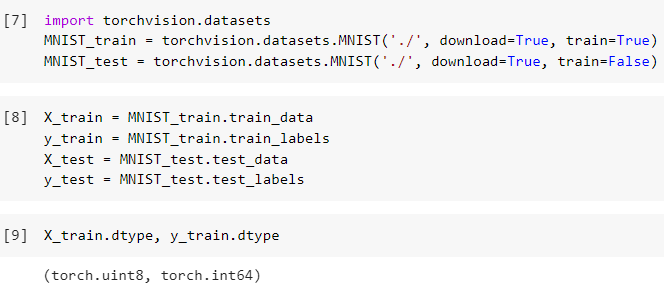 [7] import torchvision.datasets
MNIST_train = torchvision.datasets.MNIST('./', download=True, train=True)
MNIST_test = torchvision.datasets.MNIST('./', download=True, train=False)
[8] X_train = MNIST_train.train_data
y_train = MNIST_train.train_labels
X_test = MNIST_test.test_data
y_test = MNIST_test.test_labels
[9] X_train.dtype, y_train.dtype
(torch.uint8, torch.int64)